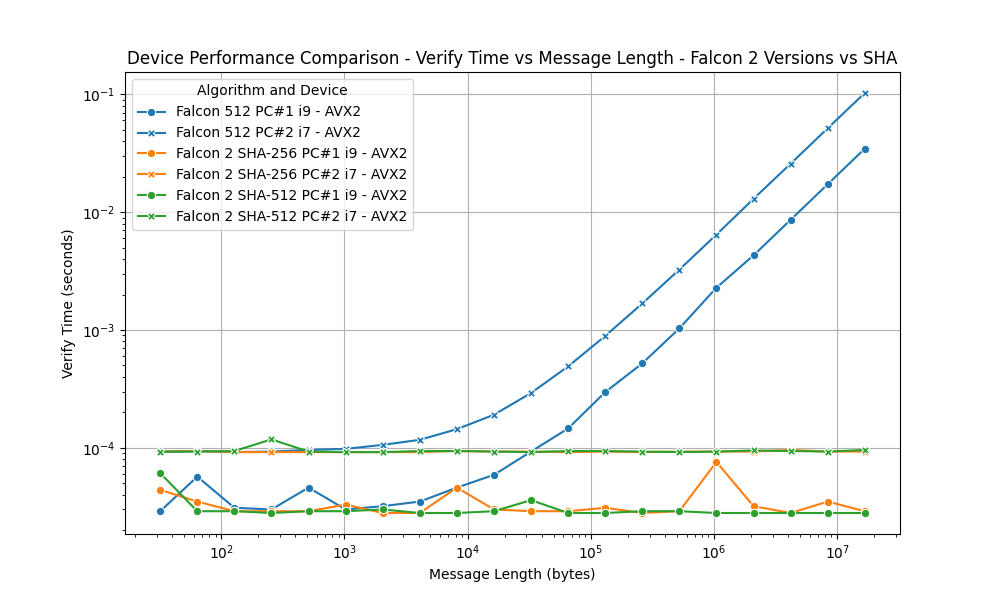 Device Performance Comparison - Verify Time vs Message Length - Falcon 2 Versions vs SHA
Algorithm and Device
Falcon 512 PC#1 i9 - AVX2
Falcon 512 PC#2 i7 - AVX2
Falcon 2 SHA-256 PC#1 i9 - AVX2
Falcon 2 SHA-256 PC#2 i7 - AVX2
Falcon 2 SHA-512 PC#1 i9 - AVX2
Falcon 2 SHA-512 PC#2 i7 - AVX2
Verify Time (seconds)
10⁻¹
10⁻²
10⁻³
10⁻⁴
10² 10³ 10⁴ 10⁵ 10⁶ 10⁷
Message Length (bytes)